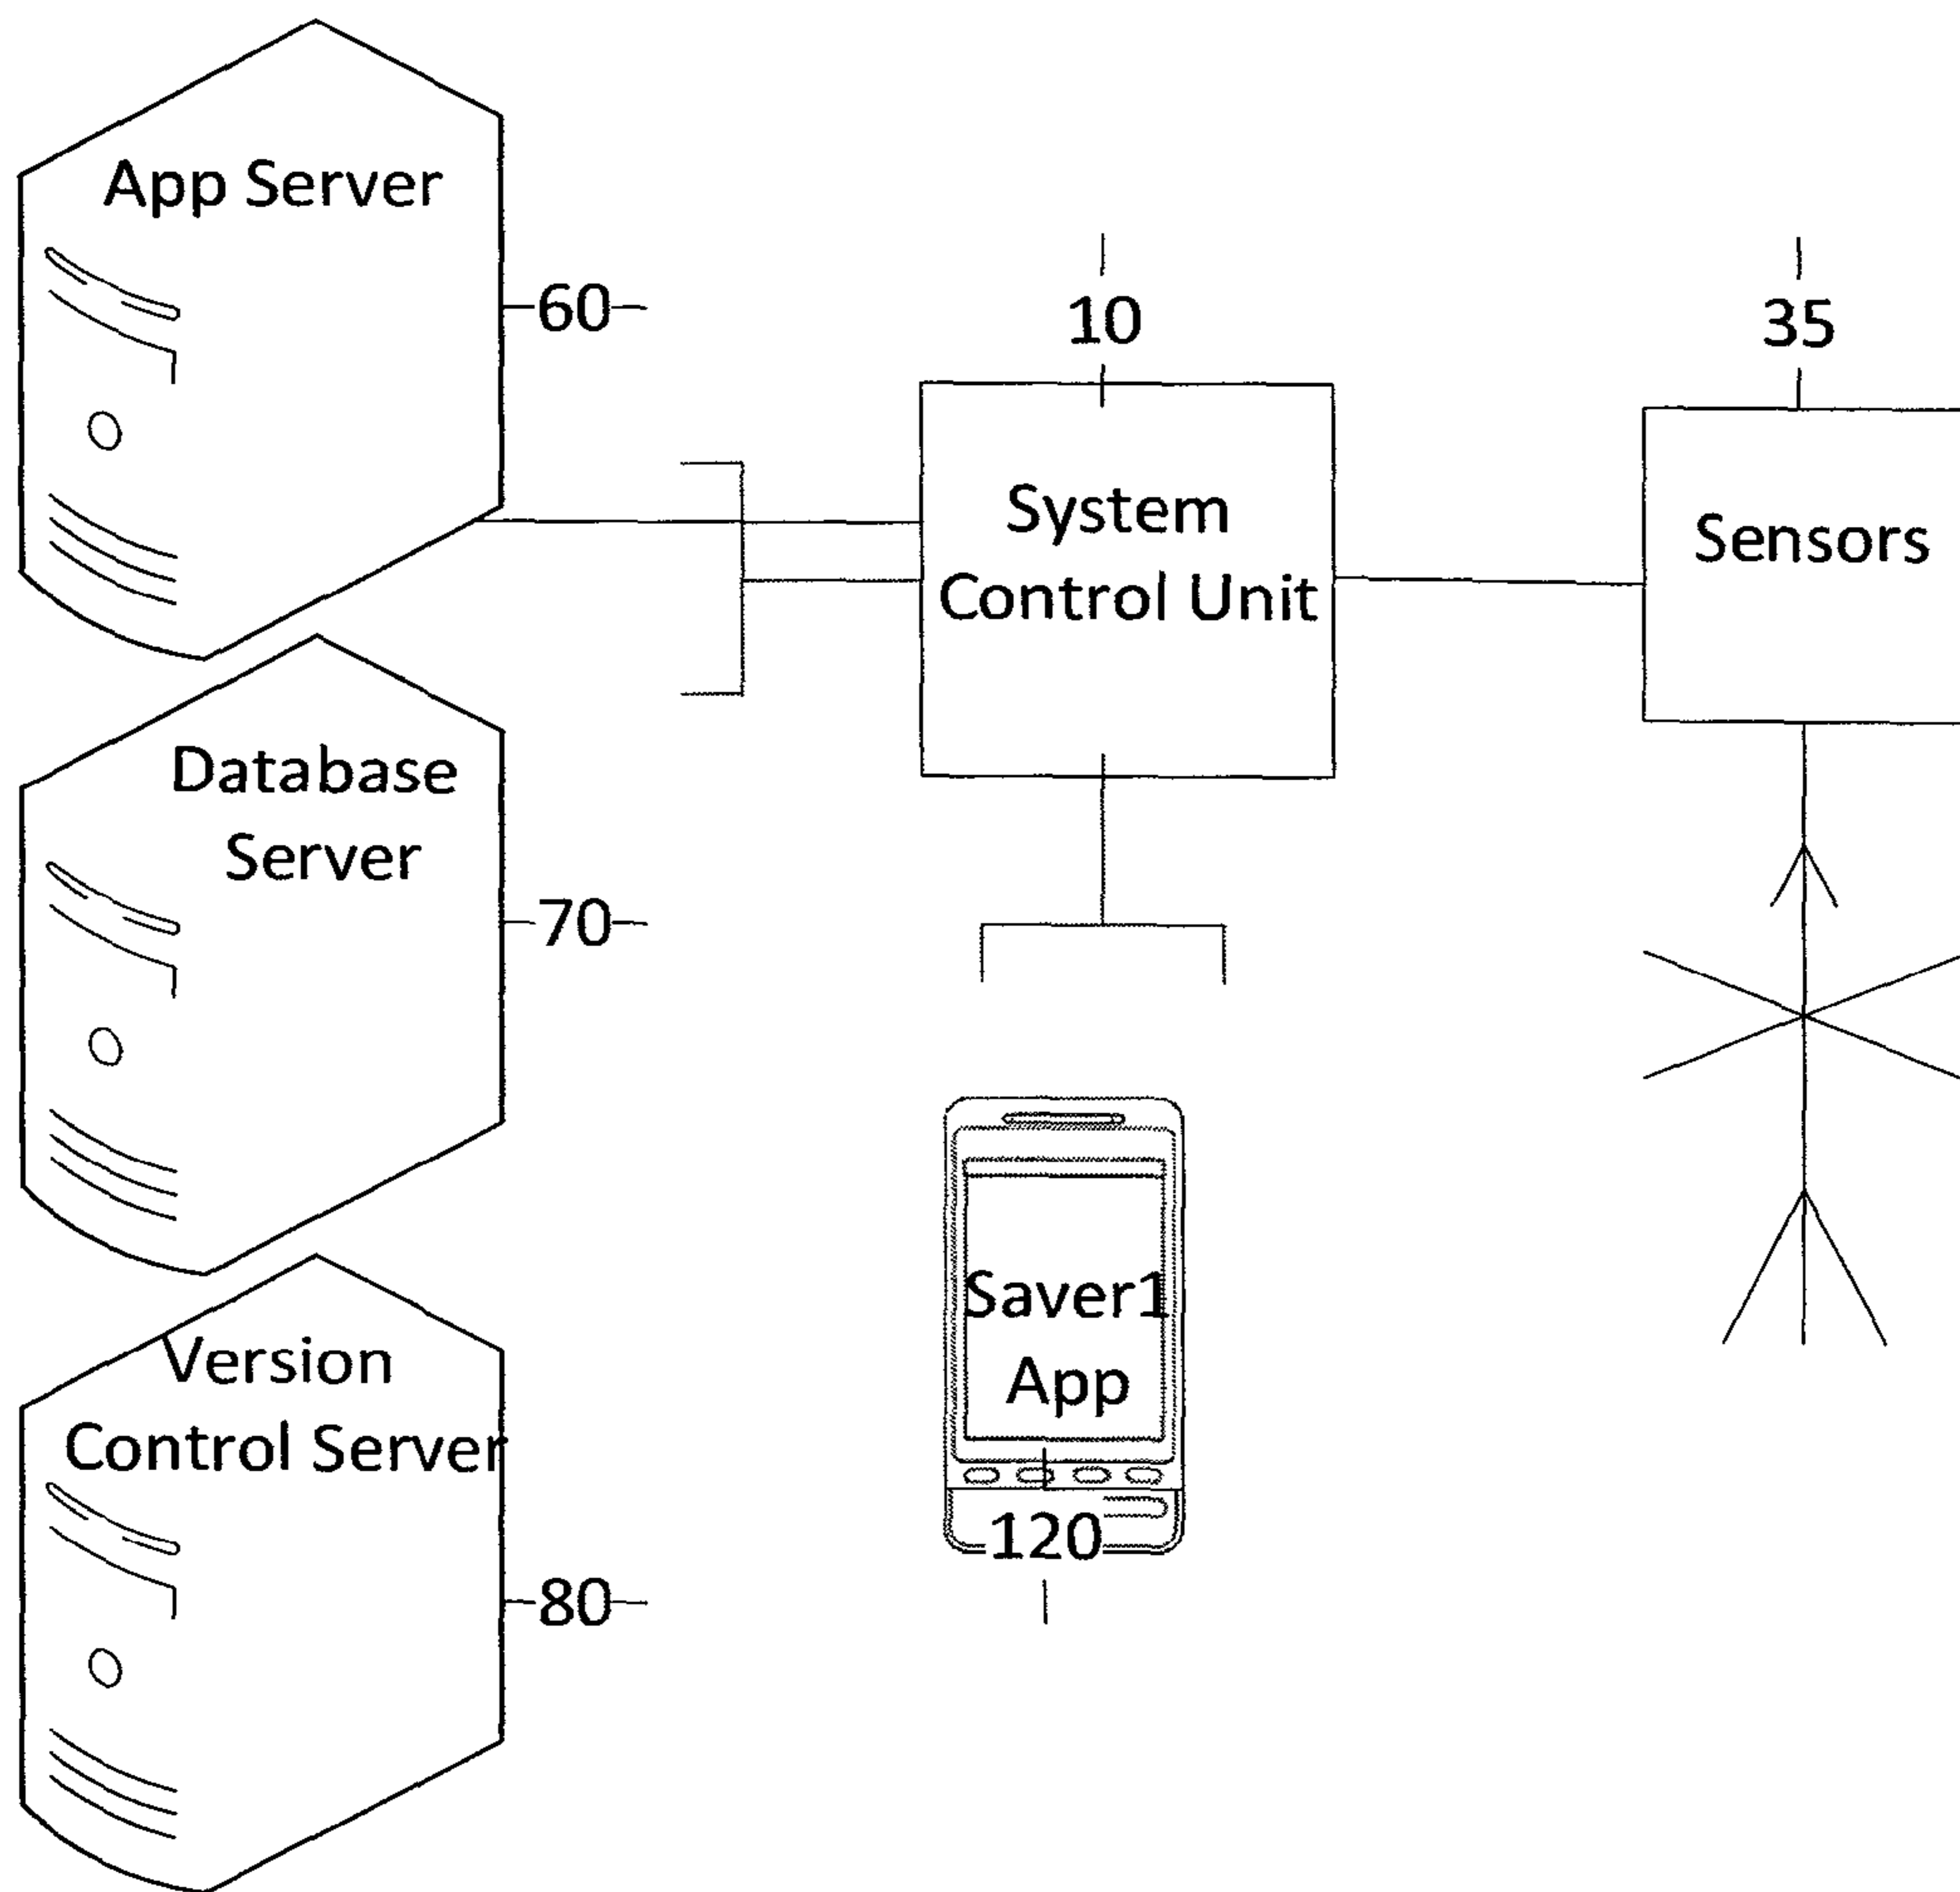 App Server
60
10
35
System
Control Unit
Sensors
Database
Server
70
Saver1
App
Version
Control Server
120
80